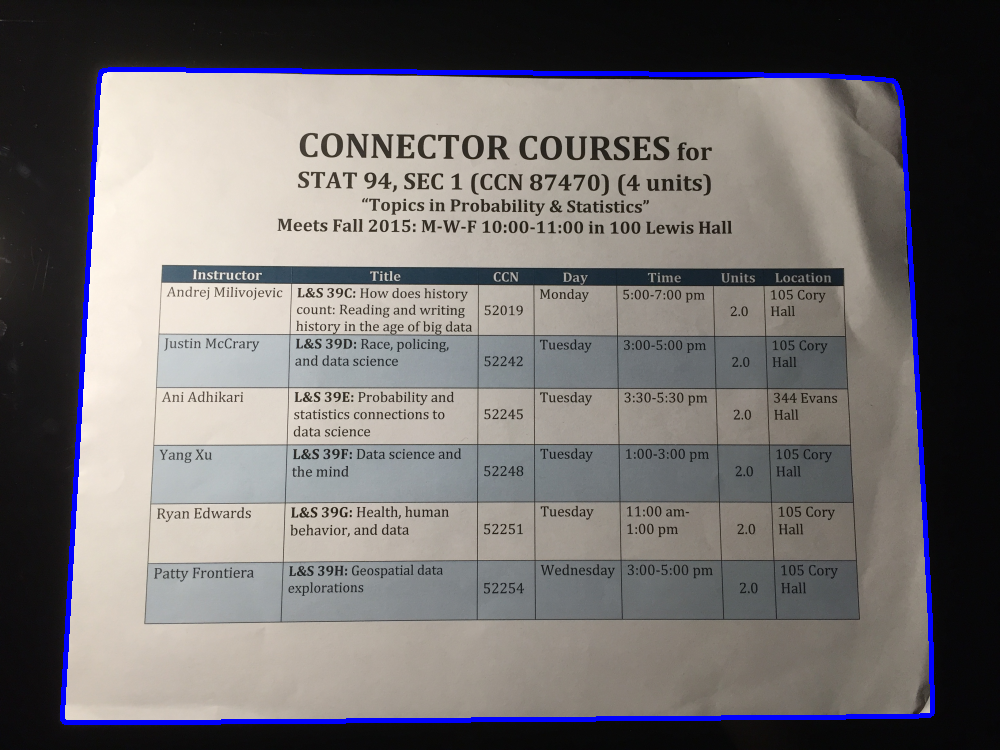 CONNECTOR COURSES for
STAT 94, SEC 1 (CCN 87470) (4 units)
“Topics in Probability & Statistics”
Meets Fall 2015: M-W-F 10:00-11:00 in 100 Lewis Hall
Instructor Title CCN Day Time Units Location
Andrej Milivojevic L&S 39C: How does history Monday 5:00-7:00 pm 105 Cory
count: Reading and writing 52019 2.0 Hall
history in the age of big data
Justin McCrary L&S 39D: Race, policing, Tuesday 3:00-5:00 pm 105 Cory
and data science 52242 2.0 Hall
Ani Adhikari L&S 39E: Probability and Tuesday 3:30-5:30 pm 344 Evans
statistics connections to 52245 2.0 Hall
data science
Yang Xu L&S 39F: Data science and Tuesday 1:00-3:00 pm 105 Cory
the mind 52248 2.0 Hall
Ryan Edwards L&S 39G: Health, human Tuesday 11:00 am- 105 Cory
behavior, and data 52251 1:00 pm 2.0 Hall
Patty Frontiera L&S 39H: Geospatial data Wednesday 3:00-5:00 pm 105 Cory
explorations 52254 2.0 Hall